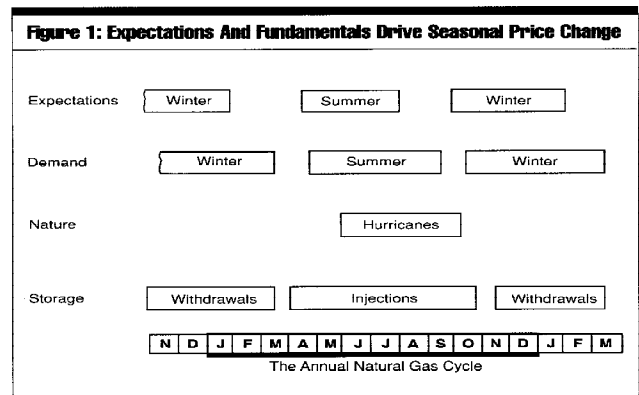 Figure 1: Expectations And Fundamentals Drive Seasonal Price Change
Expectations Winter Summer Winter
Demand Winter Summer Winter
Nature Hurricanes
Storage Withdrawals Injections Withdrawals
N D J F M A M J J A S O N D J F M
The Annual Natural Gas Cycle